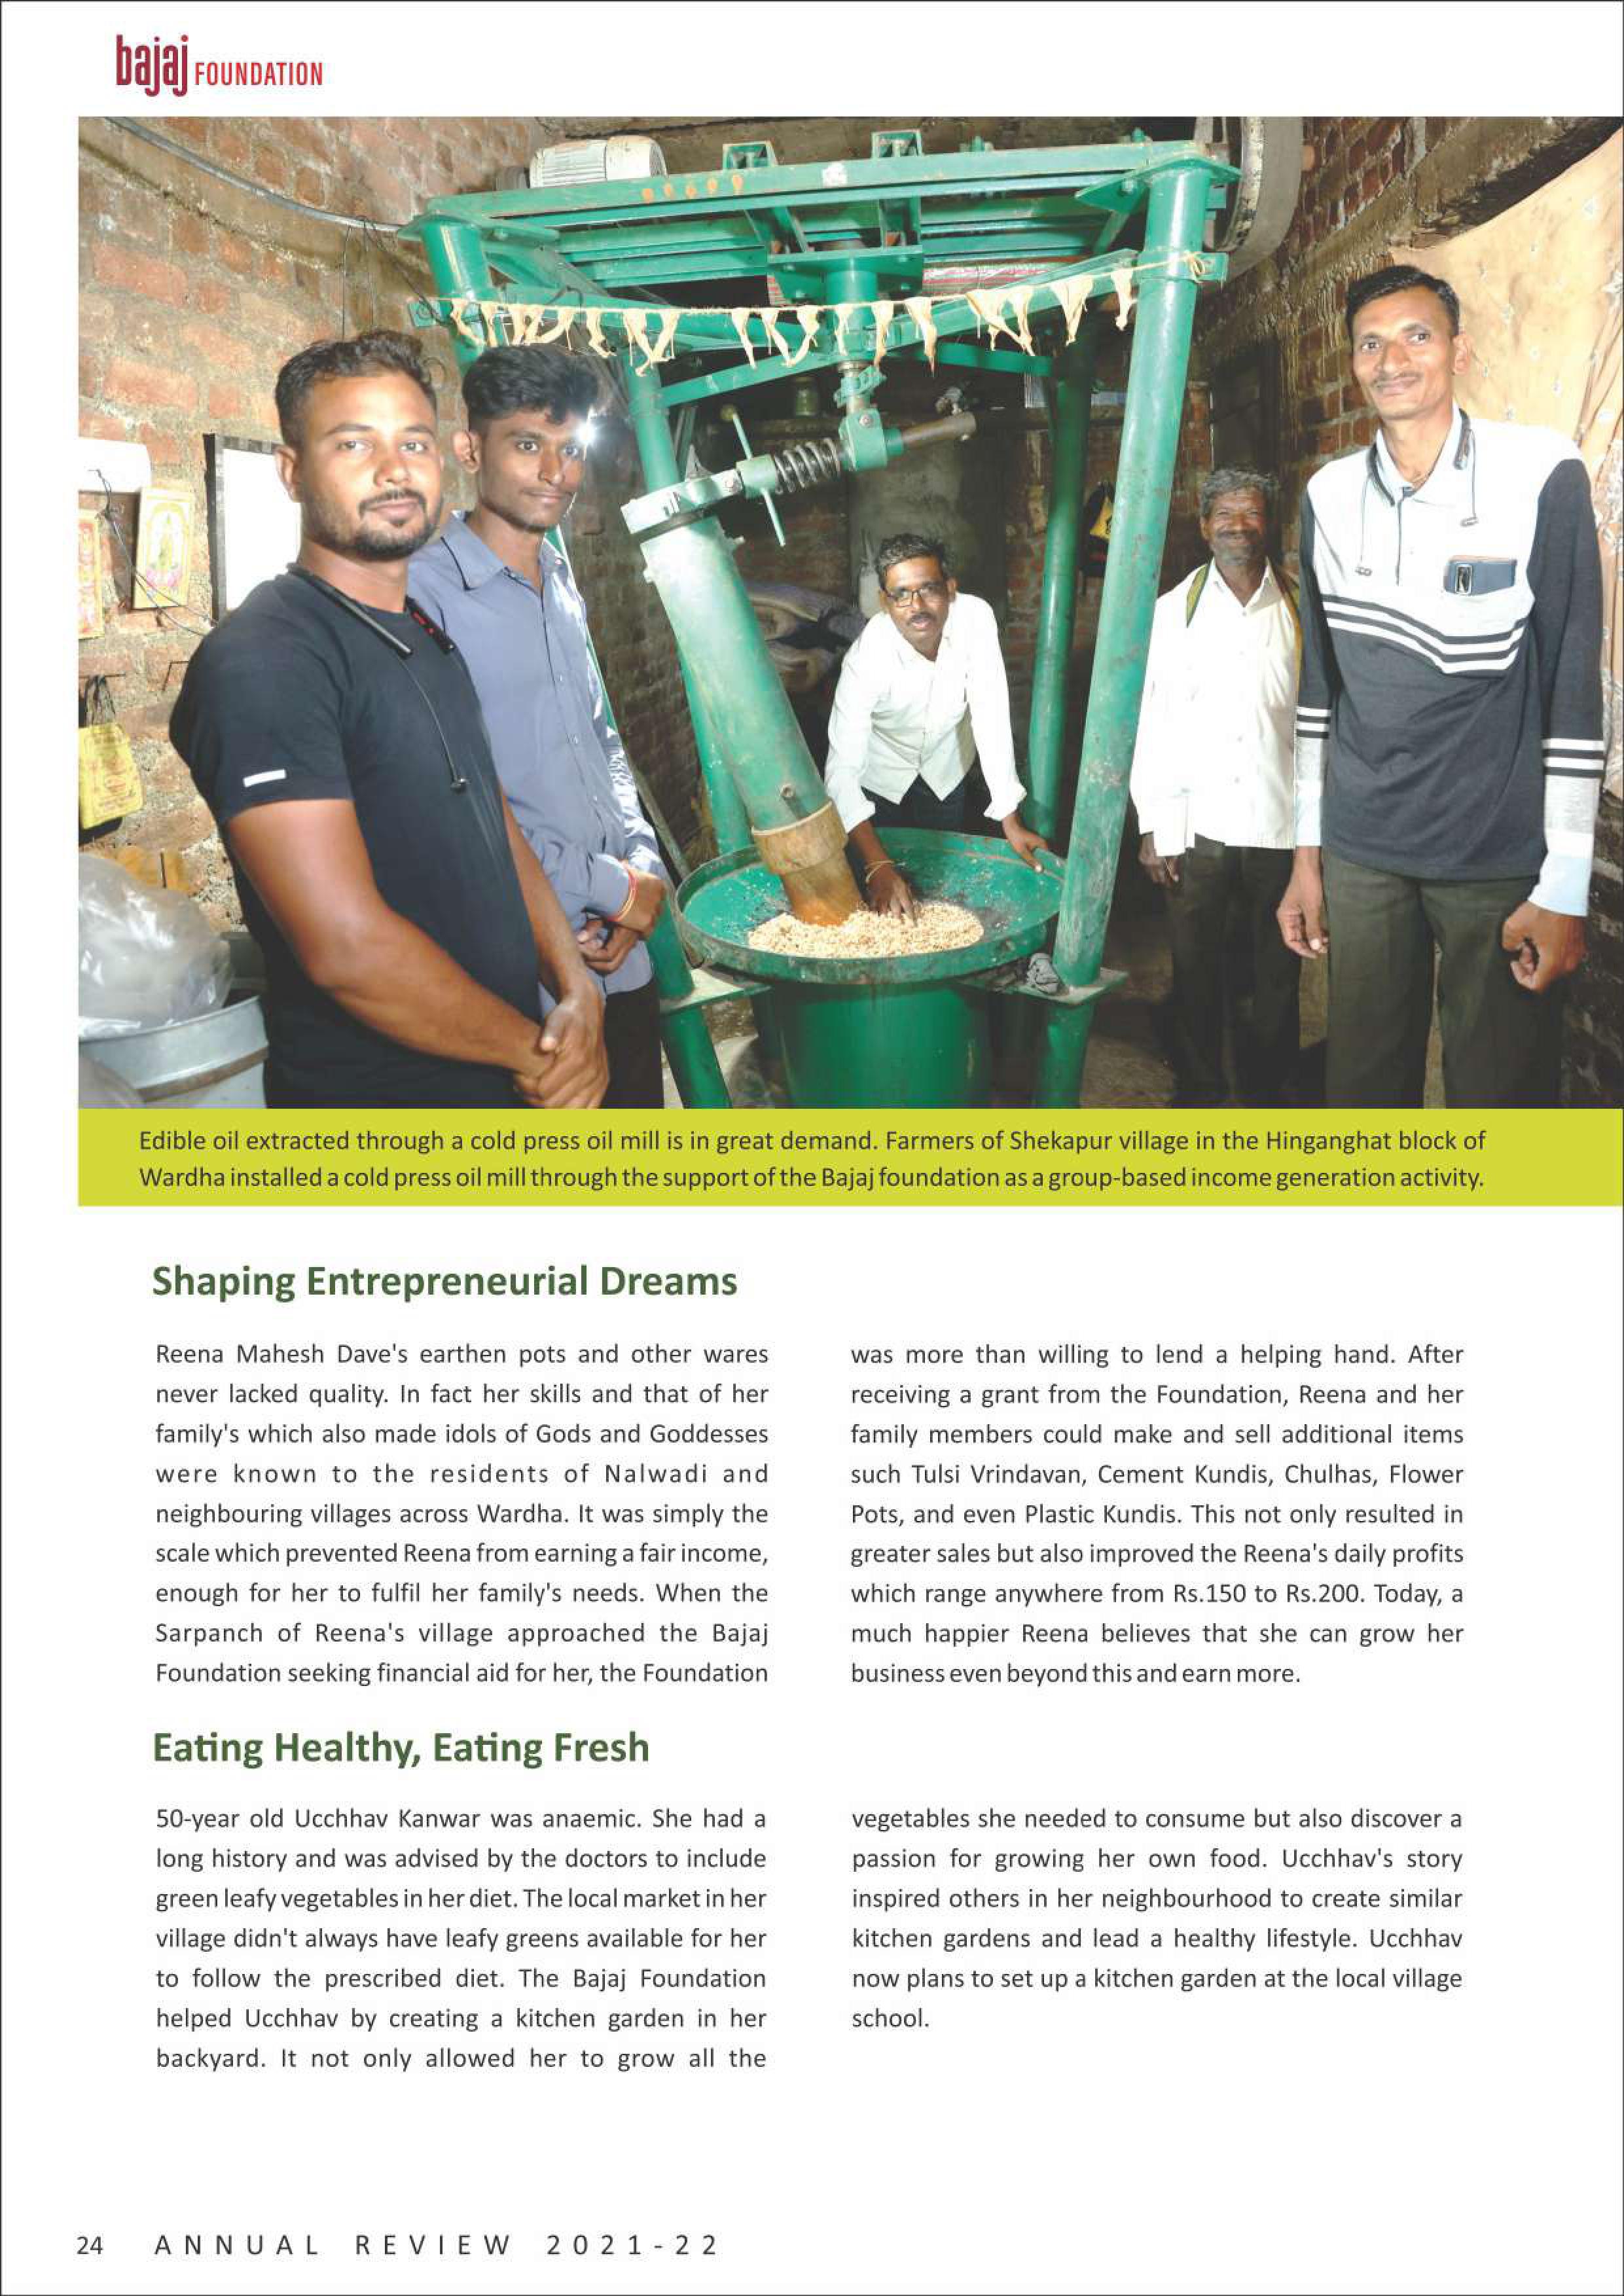 bajaj FOUNDATION
Edible oil extracted through a cold press oil mill is in great demand. Farmers of Shekapur village in the Hinganghat block of
Wardha installed a cold press oil mill through the support of the Bajaj foundation as a group-based income generation activity.
Shaping Entrepreneurial Dreams
Reena Mahesh Dave's earthen pots and other wares
never lacked quality. In fact her skills and that of her
family's which also made idols of Gods and Goddesses
were known to the residents of Nalwadi and
neighbouring villages across Wardha. It was simply the
scale which prevented Reena from earning a fair income,
enough for her to fulfil her family's needs. When the
Sarpanch of Reena's village approached the Bajaj
Foundation seeking financial aid for her, the Foundation
was more than willing to lend a helping hand. After
receiving a grant from the Foundation, Reena and her
family members could make and sell additional items
such Tulsi Vrindavan, Cement Kundis, Chulhas, Flower
Pots, and even Plastic Kundis. This not only resulted in
greater sales but also improved the Reena's daily profits
which range anywhere from Rs.150 to Rs.200. Today, a
much happier Reena believes that she can grow her
business even beyond this and earn more.
Eating Healthy, Eating Fresh
50-year old Ucchhav Kanwar was anaemic. She had a
long history and was advised by the doctors to include
green leafy vegetables in her diet. The local market in her
village didn't always have leafy greens available for her
to follow the prescribed diet. The Bajaj Foundation
helped Ucchhav by creating a kitchen garden in her
backyard. It not only allowed her to grow all the
vegetables she needed to consume but also discover a
passion for growing her own food. Ucchhav's story
inspired others in her neighbourhood to create similar
kitchen gardens and lead a healthy lifestyle. Ucchhav
now plans to set up a kitchen garden at the local village
school.
24 ANNUAL REVIEW 2021-22